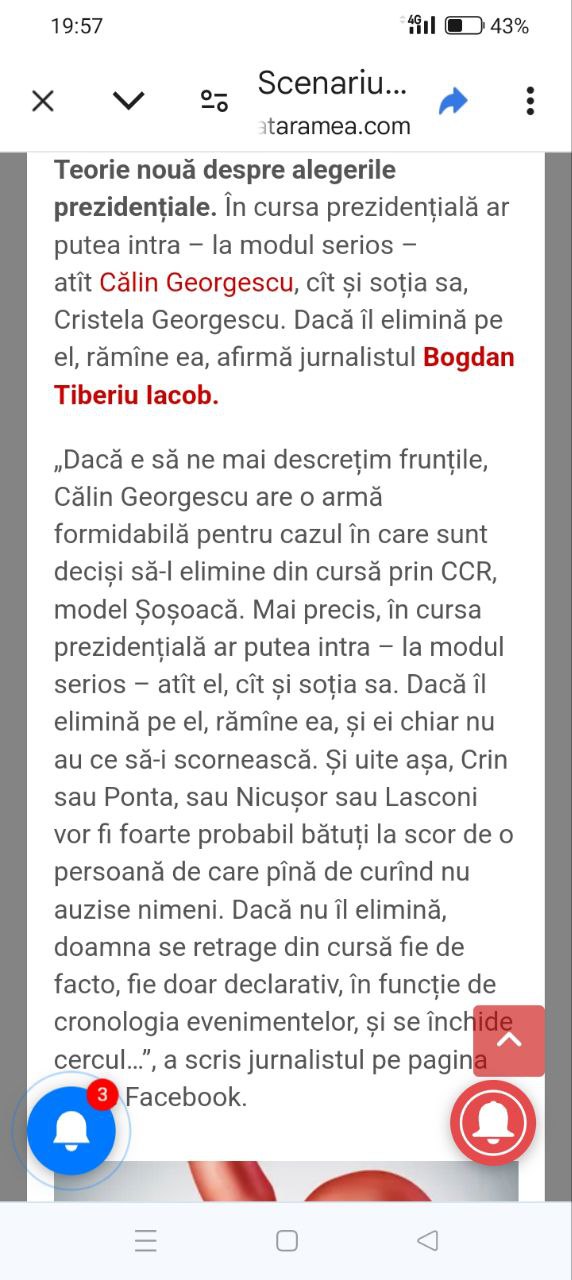 19:57
4G
43%
Scenariu...
ataramea.com
Teorie nouă despre alegerile
prezidențiale. În cursa prezidențială ar
putea intra – la modul serios –
atît Călin Georgescu, cît și soția sa,
Cristela Georgescu. Dacă îl elimină pe
el, rămîne ea, afirmă jurnalistul Bogdan
Tiberiu Iacob.
„Dacă e să ne mai descrețim frunțile,
Călin Georgescu are o armă
formidabilă pentru cazul în care sunt
deciși să-l elimine din cursă prin CCR,
model Șoșoacă. Mai precis, în cursa
prezidențială ar putea intra – la modul
serios – atît el, cît și soția sa. Dacă îl
elimină pe el, rămîne ea, și ei chiar nu
au ce să-i scornească. Și uite așa, Crin
sau Ponta, sau Nicușor sau Lasconi
vor fi foarte probabil bătuți la scor de o
persoană de care pînă de curînd nu
auzise nimeni. Dacă nu îl elimină,
doamna se retrage din cursă fie de
facto, fie doar declarativ, în funcție de
cronologia evenimentelor, și se închide
cercul...”, a scris jurnalistul pe pagina
Facebook.
3